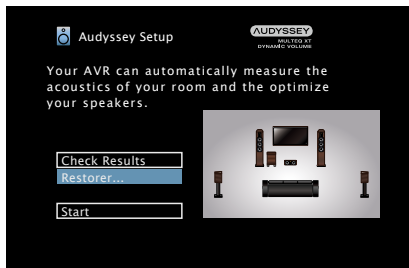 Audyssey Setup
AUDYSSEY
MULTEQ XT
DYNAMIC VOLUME
Your AVR can automatically measure the
acoustics of your room and the optimize
your speakers.
Check Results
Restorer...
Start